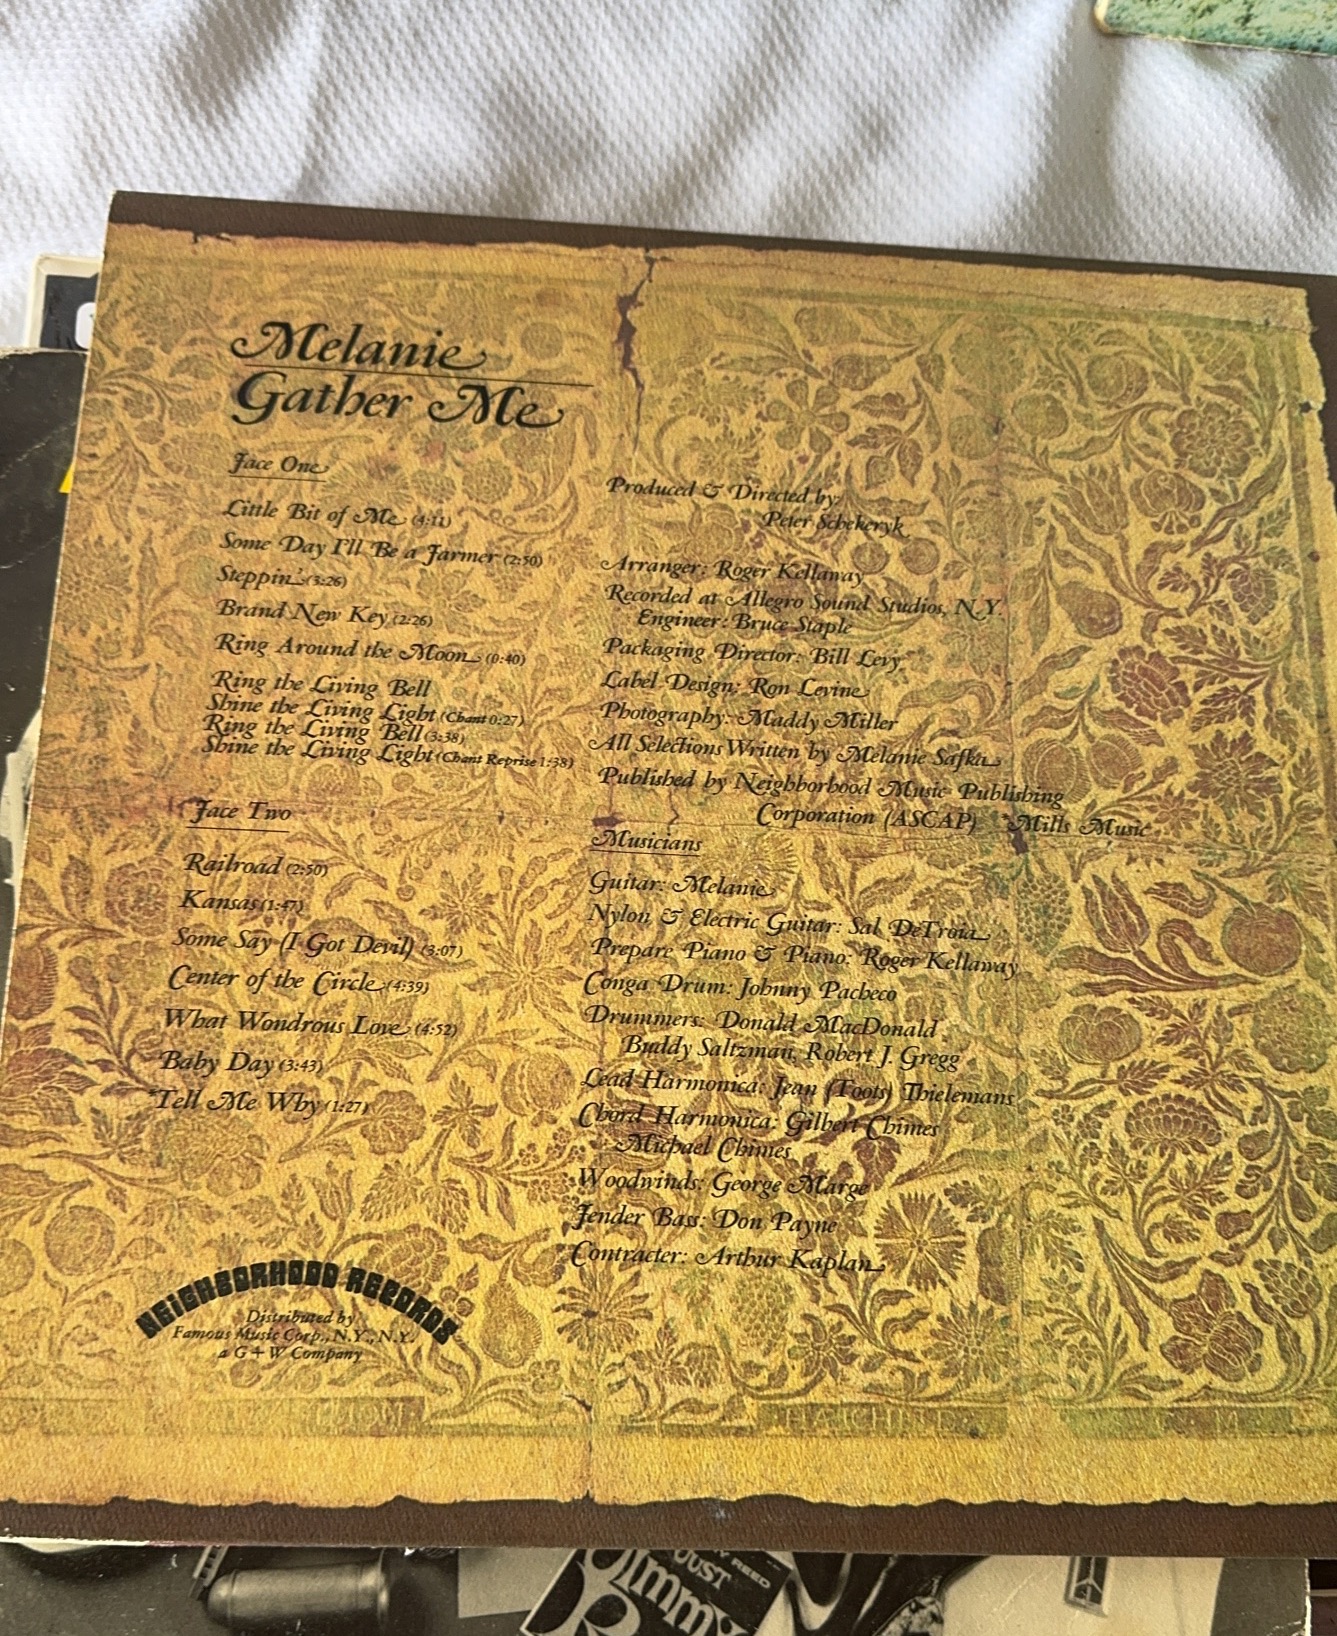 Melanie
Gather Me
Face One
Little Bit of Me (4:11)
Some Day I'll Be a Farmer (2:50)
Steppin' (3:26)
Brand New Key (2:26)
Ring Around the Moon (0:40)
Ring the Living Bell
Shine the Living Light (Chant 0:27)
Ring the Living Bell (3:38)
Shine the Living Light (Chant Reprise 1:38)
Face Two
Railroad (2:50)
Kansas (1:47)
Some Say (I Got Devil) (3:07)
Center of the Circle (4:39)
What Wondrous Love (4:52)
Baby Day (3:43)
*Tell Me Why (1:27)
NEIGHBORHOOD RECORDS
Distributed by
Famous Music Corp., N.Y., N.Y.
a G + W Company
Produced & Directed by:
Peter Schekeryk
Arranger: Roger Kellaway
Recorded at Allegro Sound Studios, N.Y.
Engineer: Bruce Staple
Packaging Director: Bill Levy
Label Design: Ron Levine
Photography: Maddy Miller
All Selections Written by Melanie Safka
Published by Neighborhood Music Publishing
Corporation (ASCAP) *Mills Music
Musicians
Guitar: Melanie
Nylon & Electric Guitar: Sal DeTroia
Prepare Piano & Piano: Roger Kellaway
Conga Drum: Johnny Pacheco
Drummers: Donald MacDonald
Buddy Saltzman, Robert J. Gregg
Lead Harmonica: Jean (Toots) Thielemans
Chord Harmonica: Gilbert Chimes
Michael Chimes
Woodwinds: George Marge
Fender Bass: Don Payne
Contracter: Arthur Kaplan
REED
JUST
Jimmy